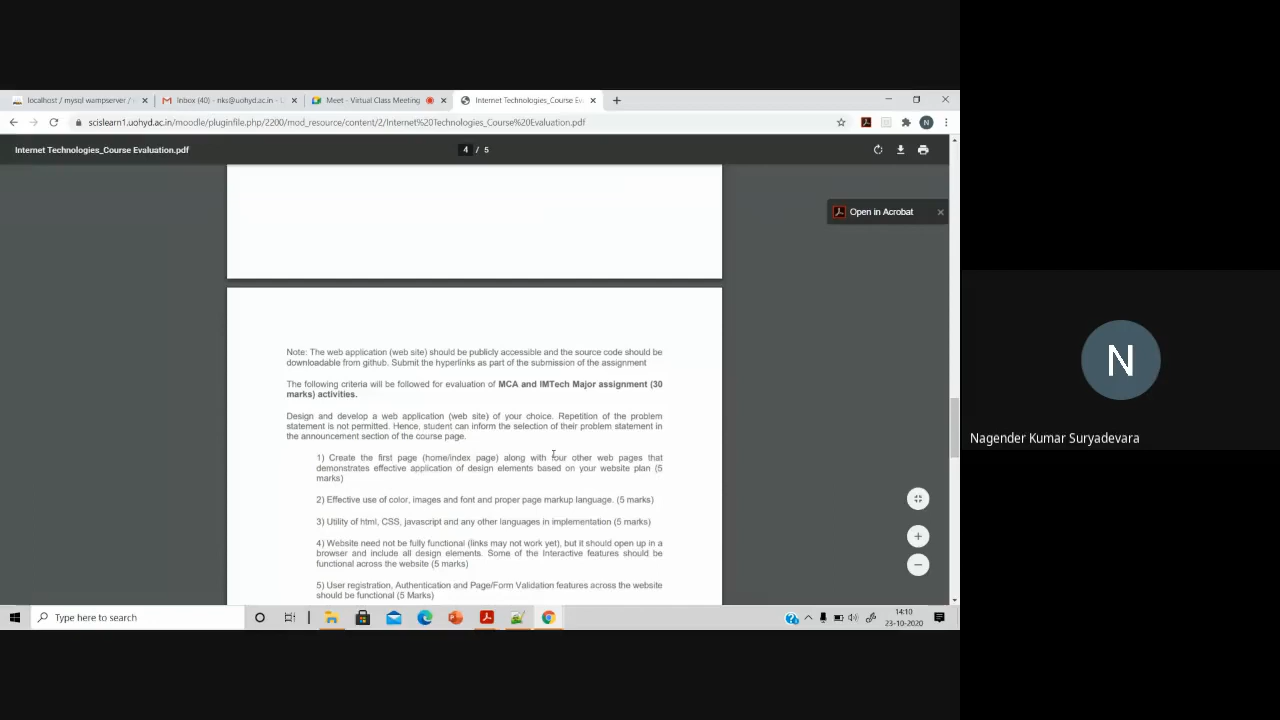 localhost / mysql wampserver /
Inbox (40) - nks@uohyd.ac.in -
Meet - Virtual Class Meeting
Internet Technologies_Course Ev
scislearn1.uohyd.ac.in/moodle/pluginfile.php/2200/mod_resource/content/2/Internet%20Technologies_Course%20Evaluation.pdf
N
Internet Technologies_Course Evaluation.pdf
4 / 5
Open in Acrobat
Note: The web application (web site) should be publicly accessible and the source code should be
downloadable from github. Submit the hyperlinks as part of the submission of the assignment
The following criteria will be followed for evaluation of MCA and IMTech Major assignment (30
marks) activities.
Design and develop a web application (web site) of your choice. Repetition of the problem
statement is not permitted. Hence, student can inform the selection of their problem statement in
the announcement section of the course page.
1) Create the first page (home/index page) along with four other web pages that
demonstrates effective application of design elements based on your website plan (5
marks)
2) Effective use of color, images and font and proper page markup language. (5 marks)
3) Utility of html, CSS, javascript and any other languages in implementation (5 marks)
4) Website need not be fully functional (links may not work yet), but it should open up in a
browser and include all design elements. Some of the Interactive features should be
functional across the website (5 marks)
5) User registration, Authentication and Page/Form Validation features across the website
should be functional (5 Marks)
N
Nagender Kumar Suryadevara
Type here to search
14:10
23-10-2020